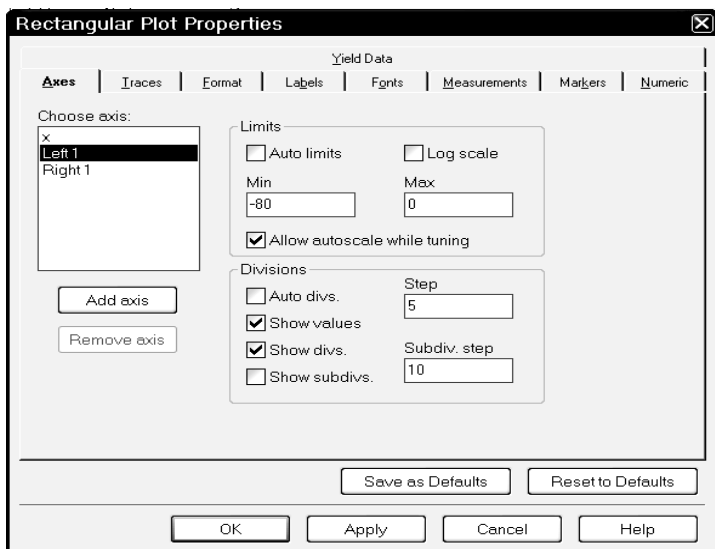 Rectangular Plot Properties
Yield Data
Axes Traces Format Labels Fonts Measurements Markers Numeric
Choose axis:
x
Left 1
Right 1
Add axis
Remove axis
Limits
Auto limits Log scale
Min Max
-80 0
Allow autoscale while tuning
Divisions
Auto divs. Step
5
Show values
Show divs. Subdiv. step
Show subdivs. 10
Save as Defaults Reset to Defaults
OK Apply Cancel Help